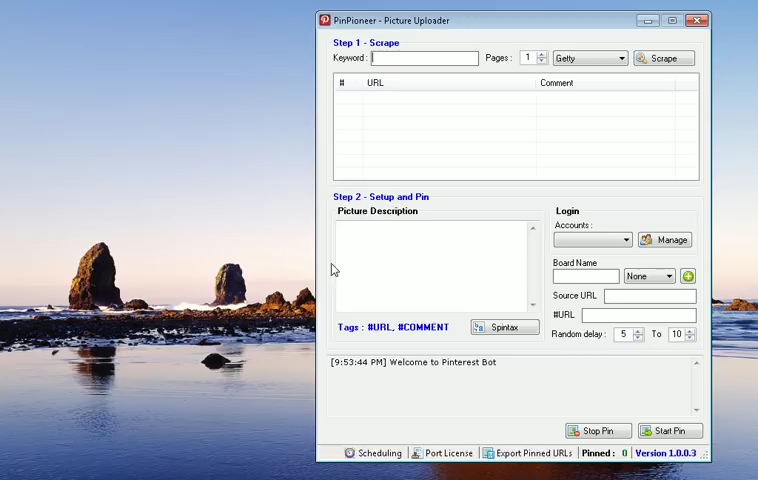 PinPioneer - Picture Uploader
Step 1 - Scrape
Keyword : Pages : 1 Getty Scrape
# URL Comment
Step 2 - Setup and Pin
Picture Description
Login
Accounts :
Manage
Board Name
None
Source URL
#URL
Tags : #URL, #COMMENT Spintax
Random delay : 5 To 10
[9:53:44 PM] Welcome to Pinterest Bot
Stop Pin Start Pin
Scheduling Port License Export Pinned URLs Pinned : 0 Version 1.0.0.3